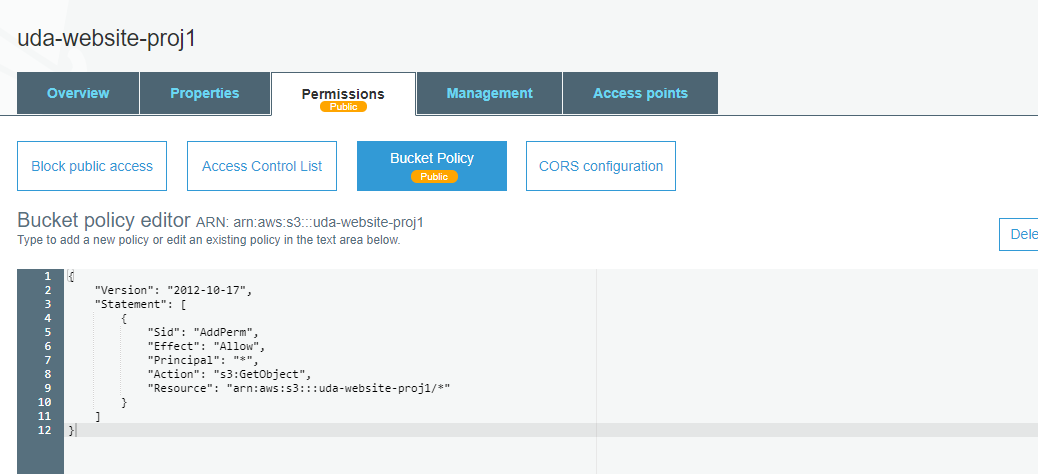 uda-website-proj1
Overview Properties Permissions Management Access points
Public
Block public access Access Control List Bucket Policy CORS configuration
Public
Bucket policy editor ARN: arn:aws:s3:::uda-website-proj1
Type to add a new policy or edit an existing policy in the text area below.
Dele
1 {
2 "Version": "2012-10-17",
3 "Statement": [
4 {
5 "Sid": "AddPerm",
6 "Effect": "Allow",
7 "Principal": "*",
8 "Action": "s3:GetObject",
9 "Resource": "arn:aws:s3:::uda-website-proj1/*"
10 }
11 ]
12 }